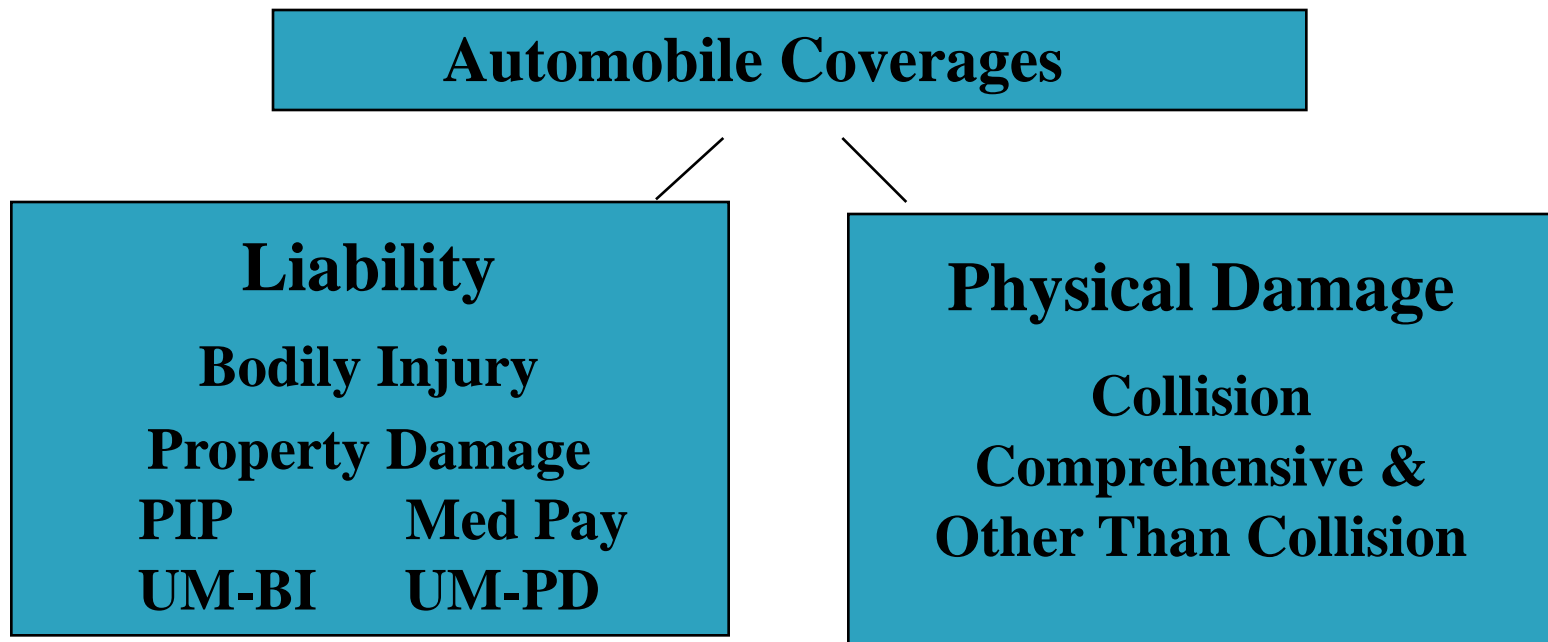 Automobile Coverages
Liability
Bodily Injury
Property Damage
PIP Med Pay
UM-BI UM-PD
Physical Damage
Collision
Comprehensive &
Other Than Collision